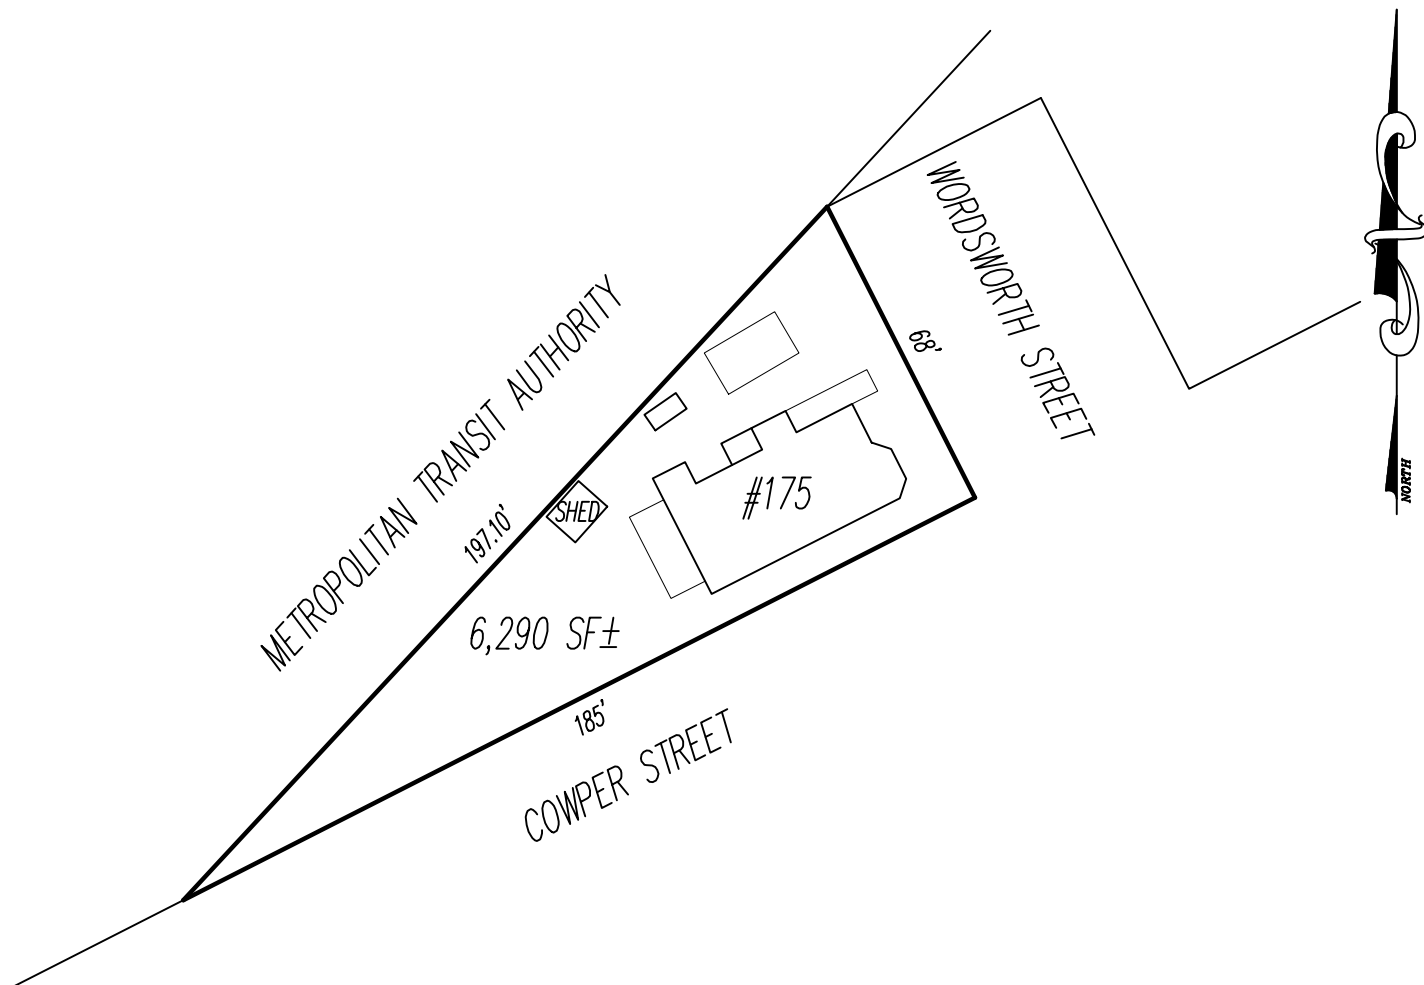 WORDSWORTH STREET
68'
METROPOLITAN TRANSIT AUTHORITY
197.10'
SHED
#175
6,290 SF±
185'
COWPER STREET
NORTH